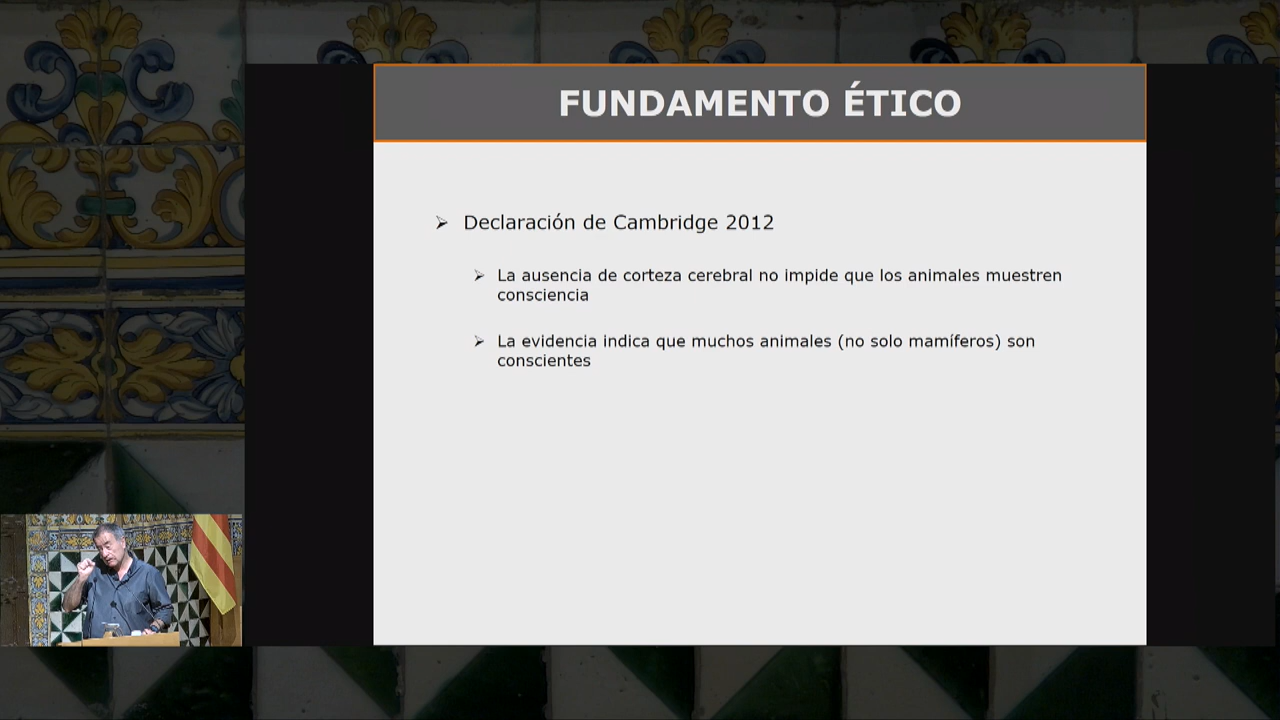 FUNDAMENTO ÉTICO
Declaración de Cambridge 2012
La ausencia de corteza cerebral no impide que los animales muestren
consciencia
La evidencia indica que muchos animales (no solo mamíferos) son
conscientes